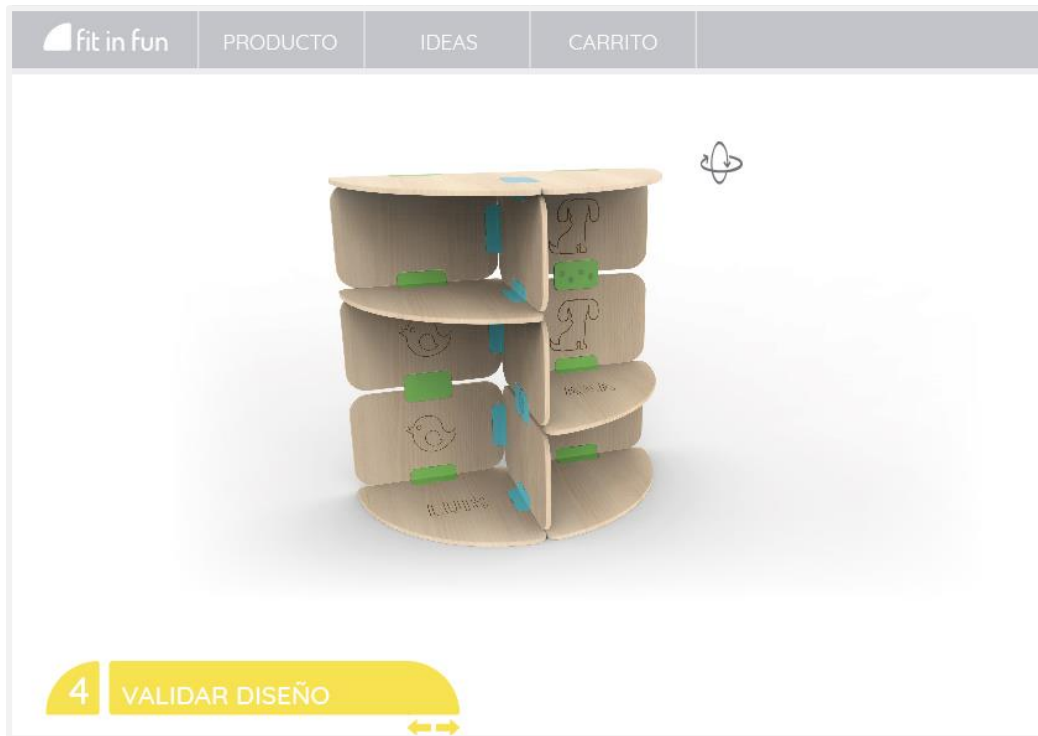 fit in fun
PRODUCTO
IDEAS
CARRITO
4 VALIDAR DISEÑO